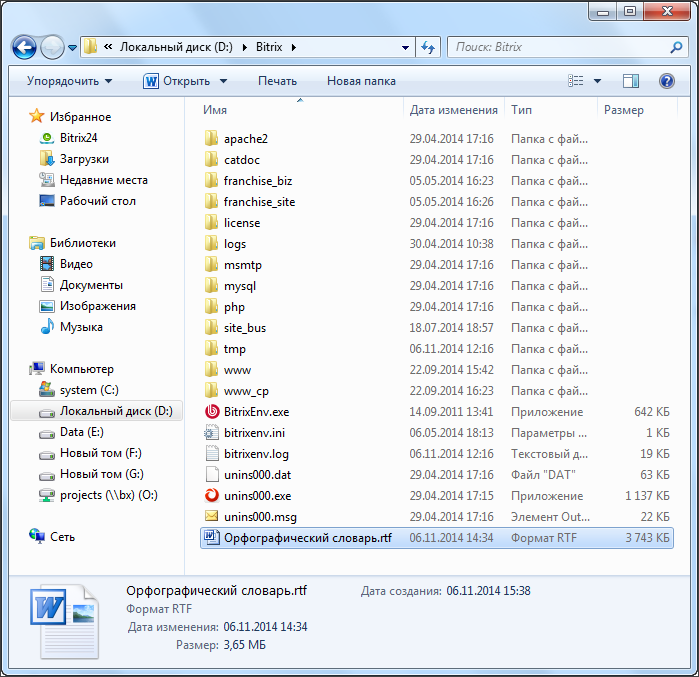 « Локальный диск (D:) ▸ Bitrix ▸ Поиск: Bitrix
Упорядочить Открыть Печать Новая папка
Избранное
Bitrix24
Загрузки
Недавние места
Рабочий стол
Библиотеки
Видео
Документы
Изображения
Музыка
Компьютер
system (C:)
Локальный диск (D:)
Data (E:)
Новый том (F:)
Новый том (G:)
projects (\\bx) (O:)
Сеть
Имя Дата изменения Тип Размер
apache2 29.04.2014 17:16 Папка с фай...
catdoc 29.04.2014 17:16 Папка с фай...
franchise_biz 05.05.2014 16:23 Папка с фай...
franchise_site 05.05.2014 16:26 Папка с фай...
license 29.04.2014 17:16 Папка с фай...
logs 30.04.2014 10:38 Папка с фай...
msmtp 29.04.2014 17:16 Папка с фай...
mysql 29.04.2014 17:16 Папка с фай...
php 29.04.2014 17:16 Папка с фай...
site_bus 18.07.2014 18:57 Папка с фай...
tmp 06.11.2014 12:16 Папка с фай...
www 22.09.2014 15:42 Папка с фай...
www_cp 22.09.2014 16:23 Папка с фай...
BitrixEnv.exe 14.09.2011 13:41 Приложение 642 КБ
bitrixenv.ini 06.05.2014 18:13 Параметры ... 1 КБ
bitrixenv.log 06.11.2014 12:16 Текстовый д... 19 КБ
unins000.dat 29.04.2014 17:16 Файл "DAT" 63 КБ
unins000.exe 29.04.2014 17:15 Приложение 1 137 КБ
unins000.msg 29.04.2014 17:16 Элемент Out... 22 КБ
Орфографический словарь.rtf 06.11.2014 14:34 Формат RTF 3 743 КБ
Орфографический словарь.rtf Дата создания: 06.11.2014 15:38
Формат RTF
Дата изменения: 06.11.2014 14:34
Размер: 3,65 МБ